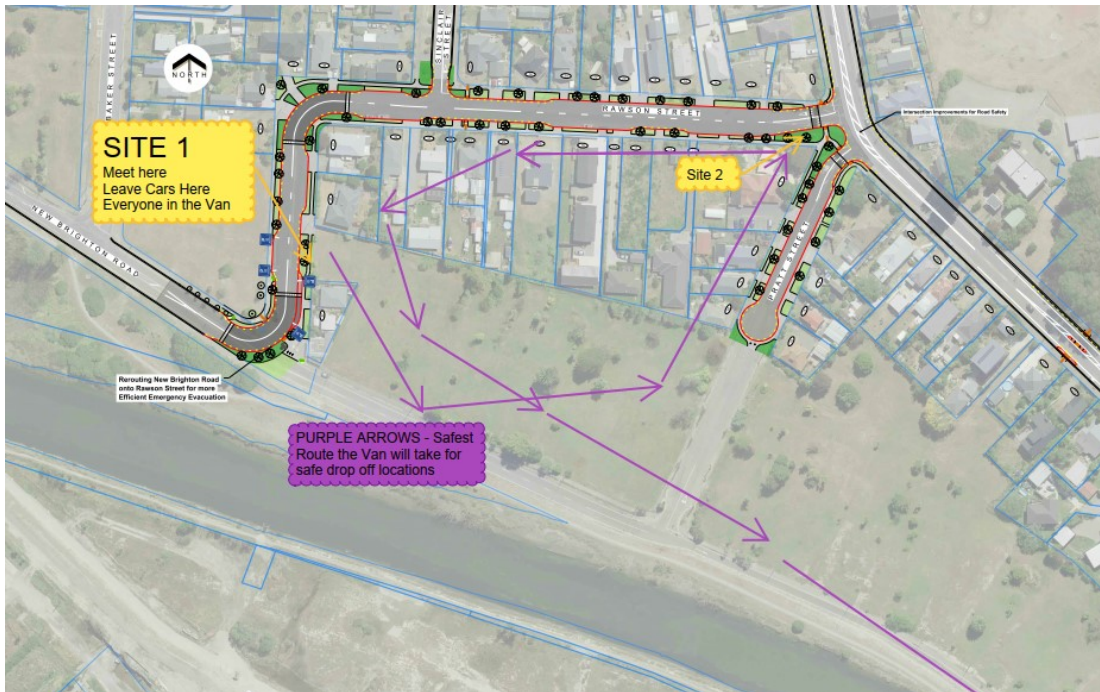 BAKER STREET
SINCLAIR
STREET
NORTH
RAWSON STREET
Intersection Improvements for Road Safety
SITE 1
Meet here
Leave Cars Here
Everyone in the Van
Site 2
NEW BRIGHTON ROAD
PRATT STREET
Rerouting New Brighton Road
onto Rawson Street for more
Efficient Emergency Evacuation
PURPLE ARROWS - Safest
Route the Van will take for
safe drop off locations